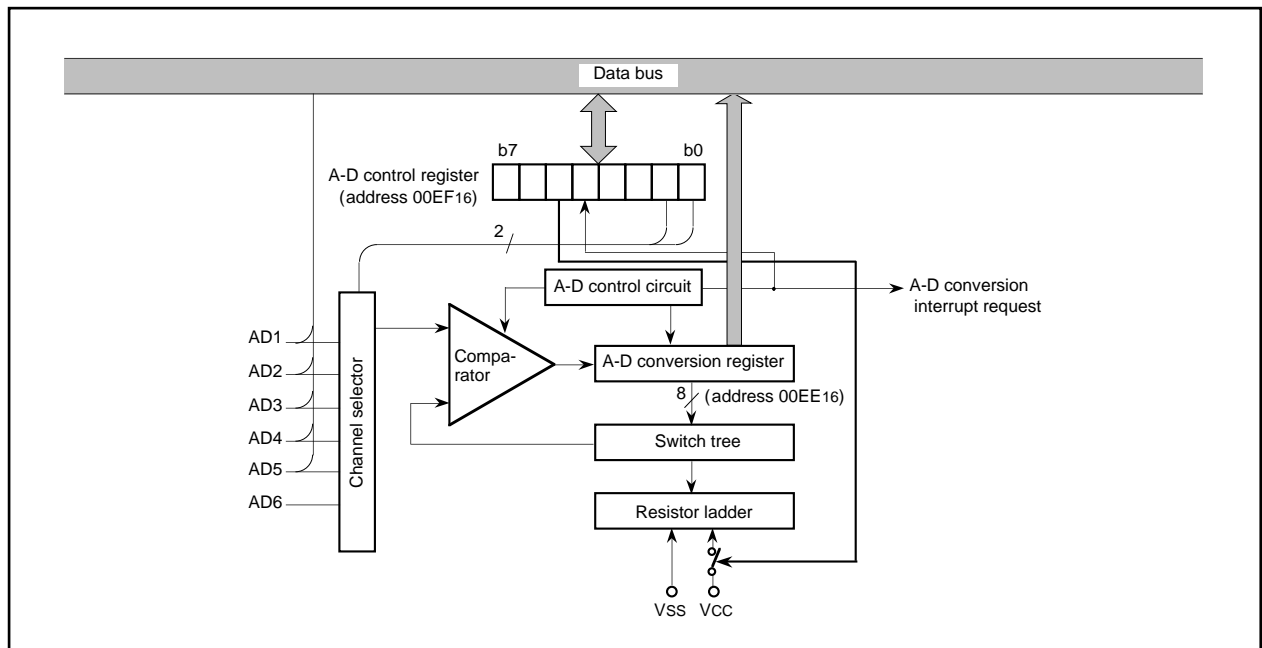 Data bus
b7
b0
A-D control register
(address 00EF16)
2
A-D control circuit
A-D conversion
interrupt request
AD1
AD2
AD3
AD4
AD5
AD6
Channel selector
Compa-
rator
A-D conversion register
8
(address 00EE16)
Switch tree
Resistor ladder
VSS
VCC